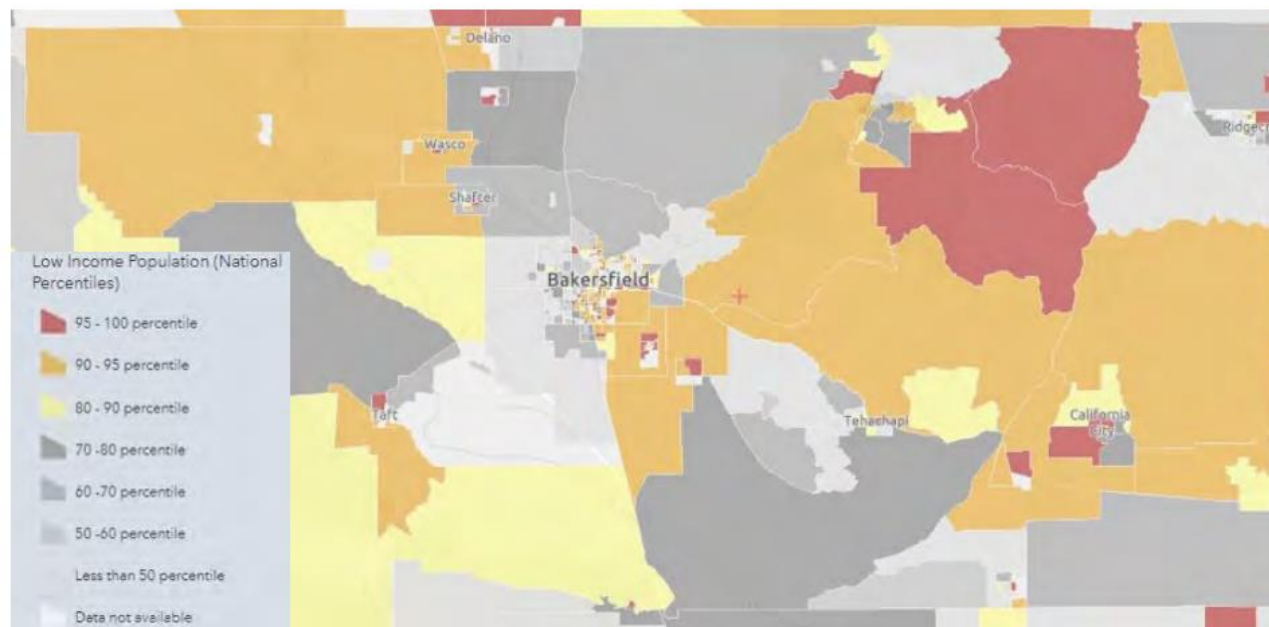 Delano
Wasco
Ridgecr
Shafter
Low Income Population (National
Percentiles)
Bakersfield
95 - 100 percentile
90 - 95 percentile
80 - 90 percentile
70 -80 percentile
60 -70 percentile
50 -60 percentile
Less than 50 percentile
Data not available
Taft
Tehachapi
California
City